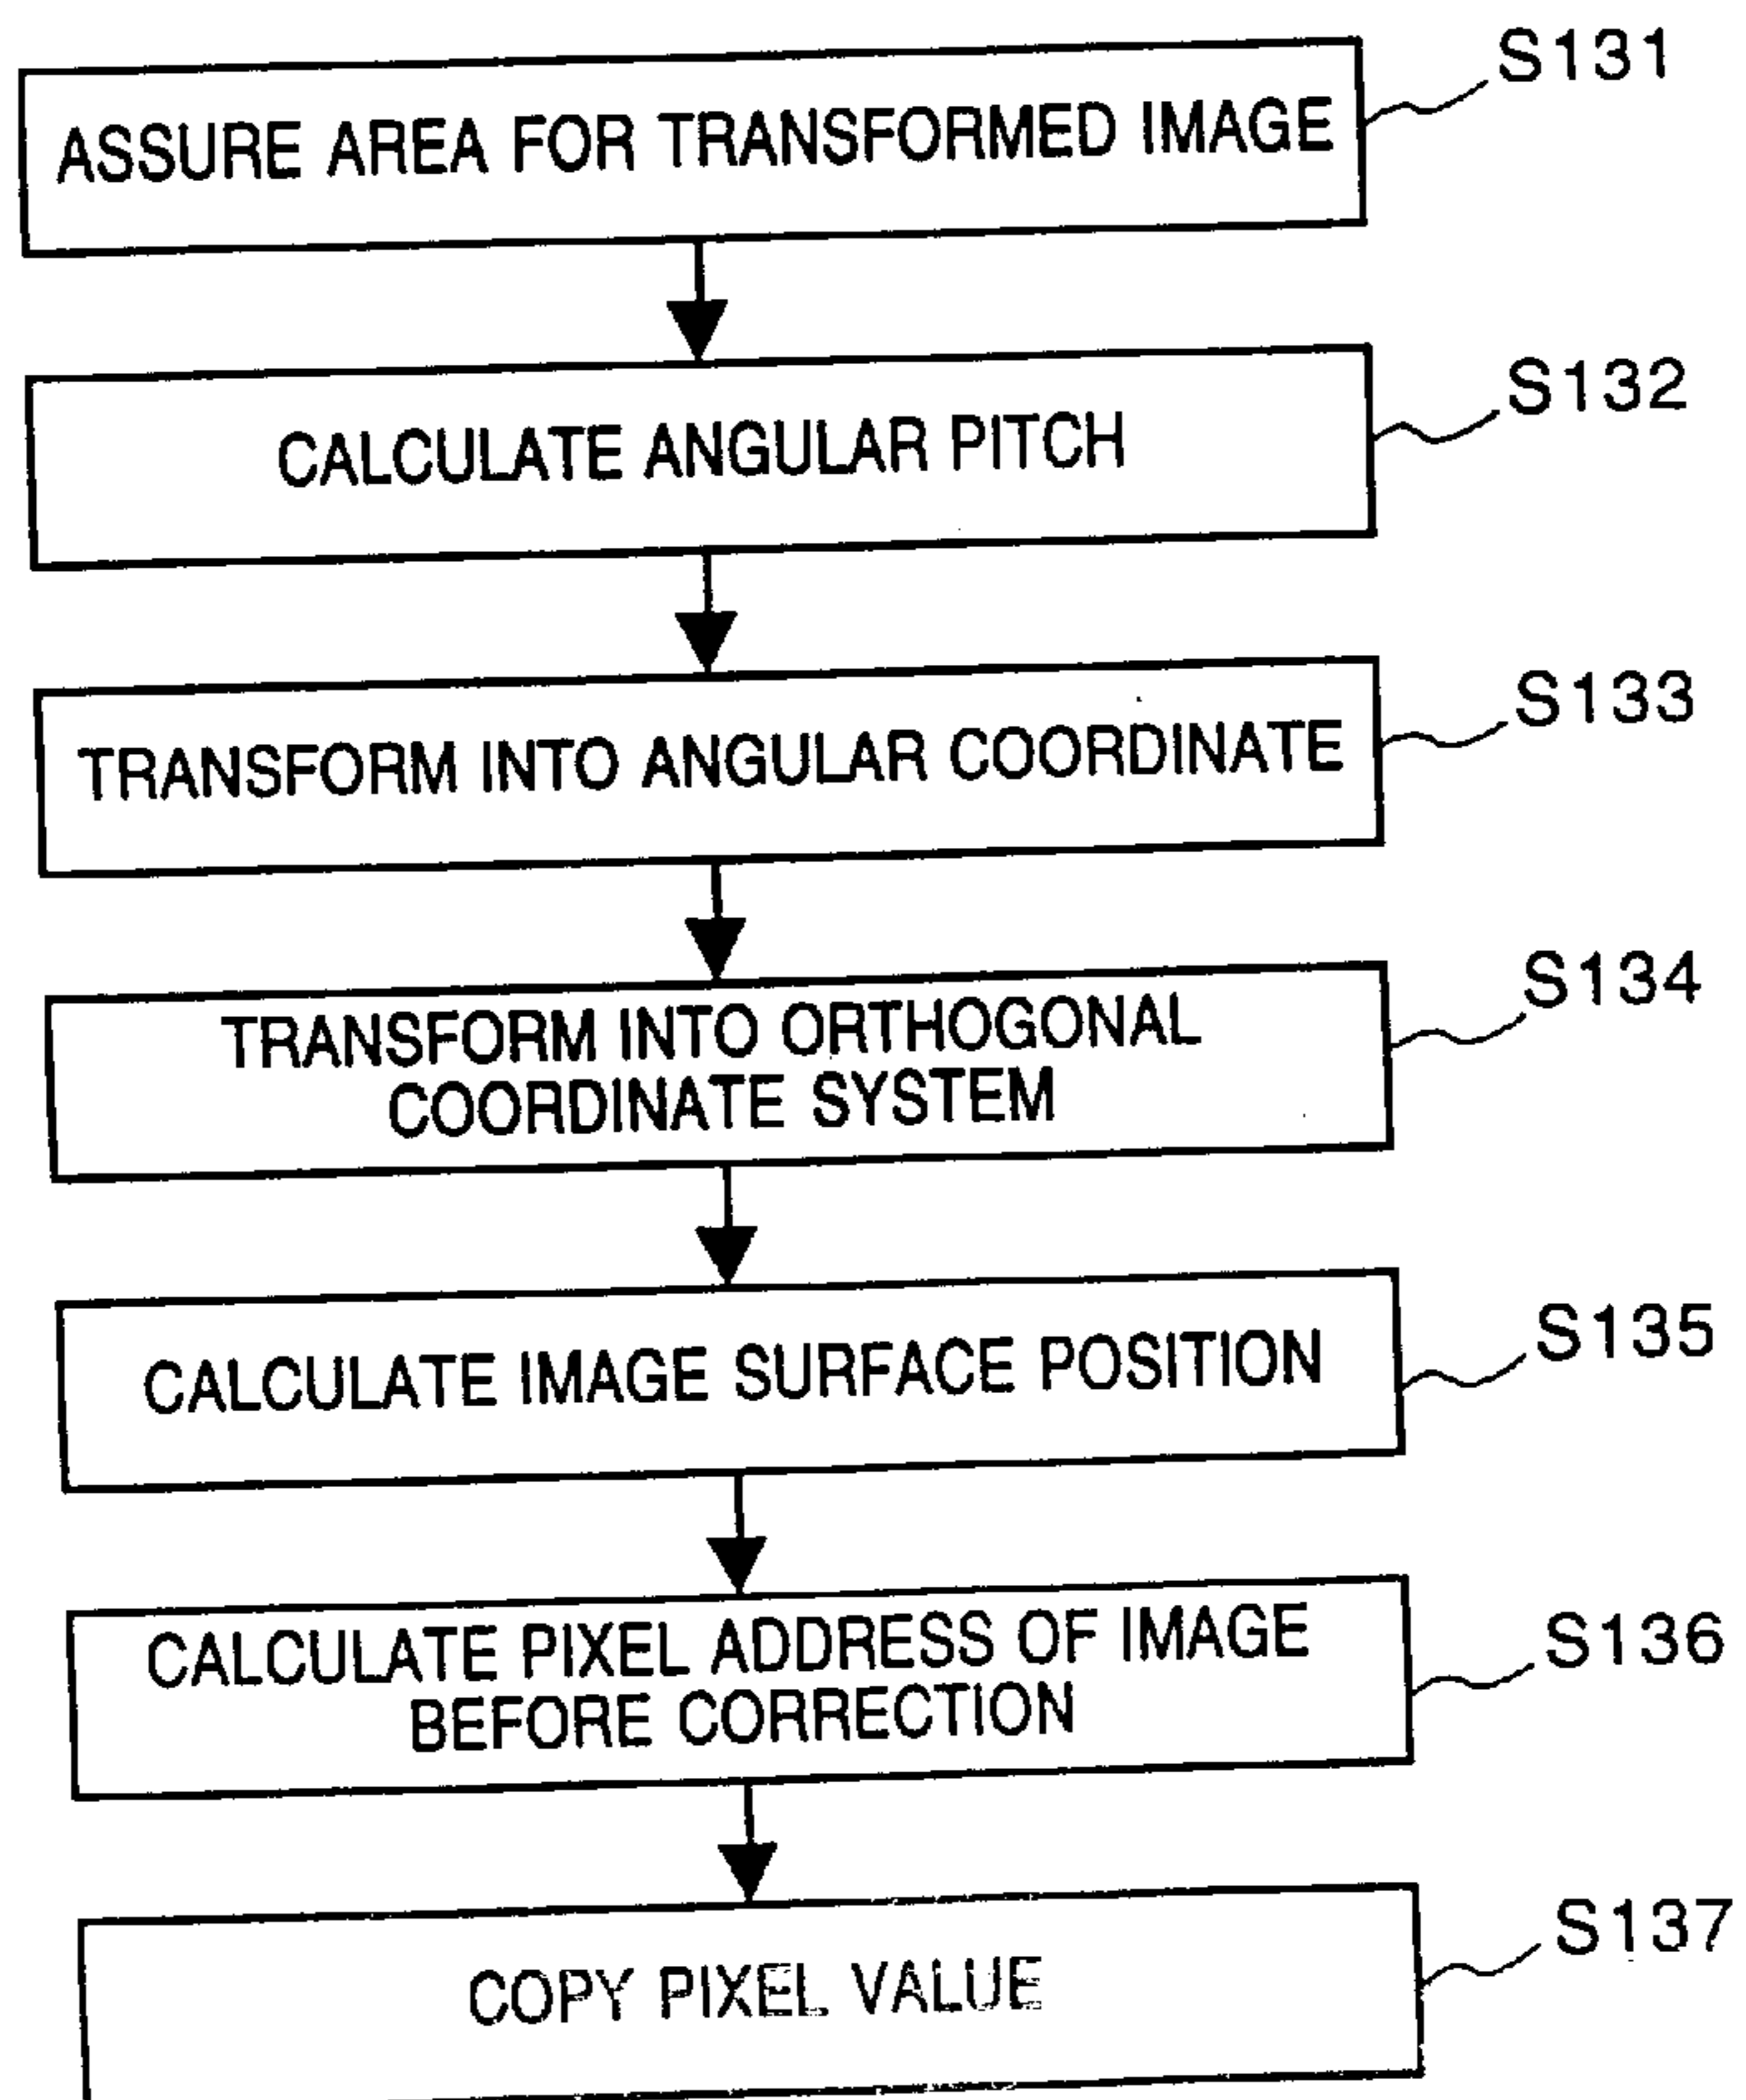 S131
ASSURE AREA FOR TRANSFORMED IMAGE
S132
CALCULATE ANGULAR PITCH
S133
TRANSFORM INTO ANGULAR COORDINATE
S134
TRANSFORM INTO ORTHOGONAL
COORDINATE SYSTEM
S135
CALCULATE IMAGE SURFACE POSITION
S136
CALCULATE PIXEL ADDRESS OF IMAGE
BEFORE CORRECTION
S137
COPY PIXEL VALUE